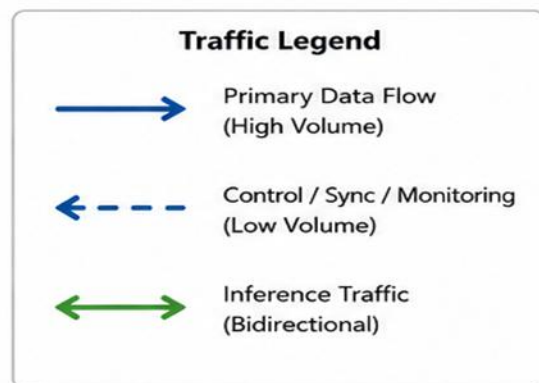 Traffic Legend
Primary Data Flow
(High Volume)
Control / Sync / Monitoring
(Low Volume)
Inference Traffic
(Bidirectional)